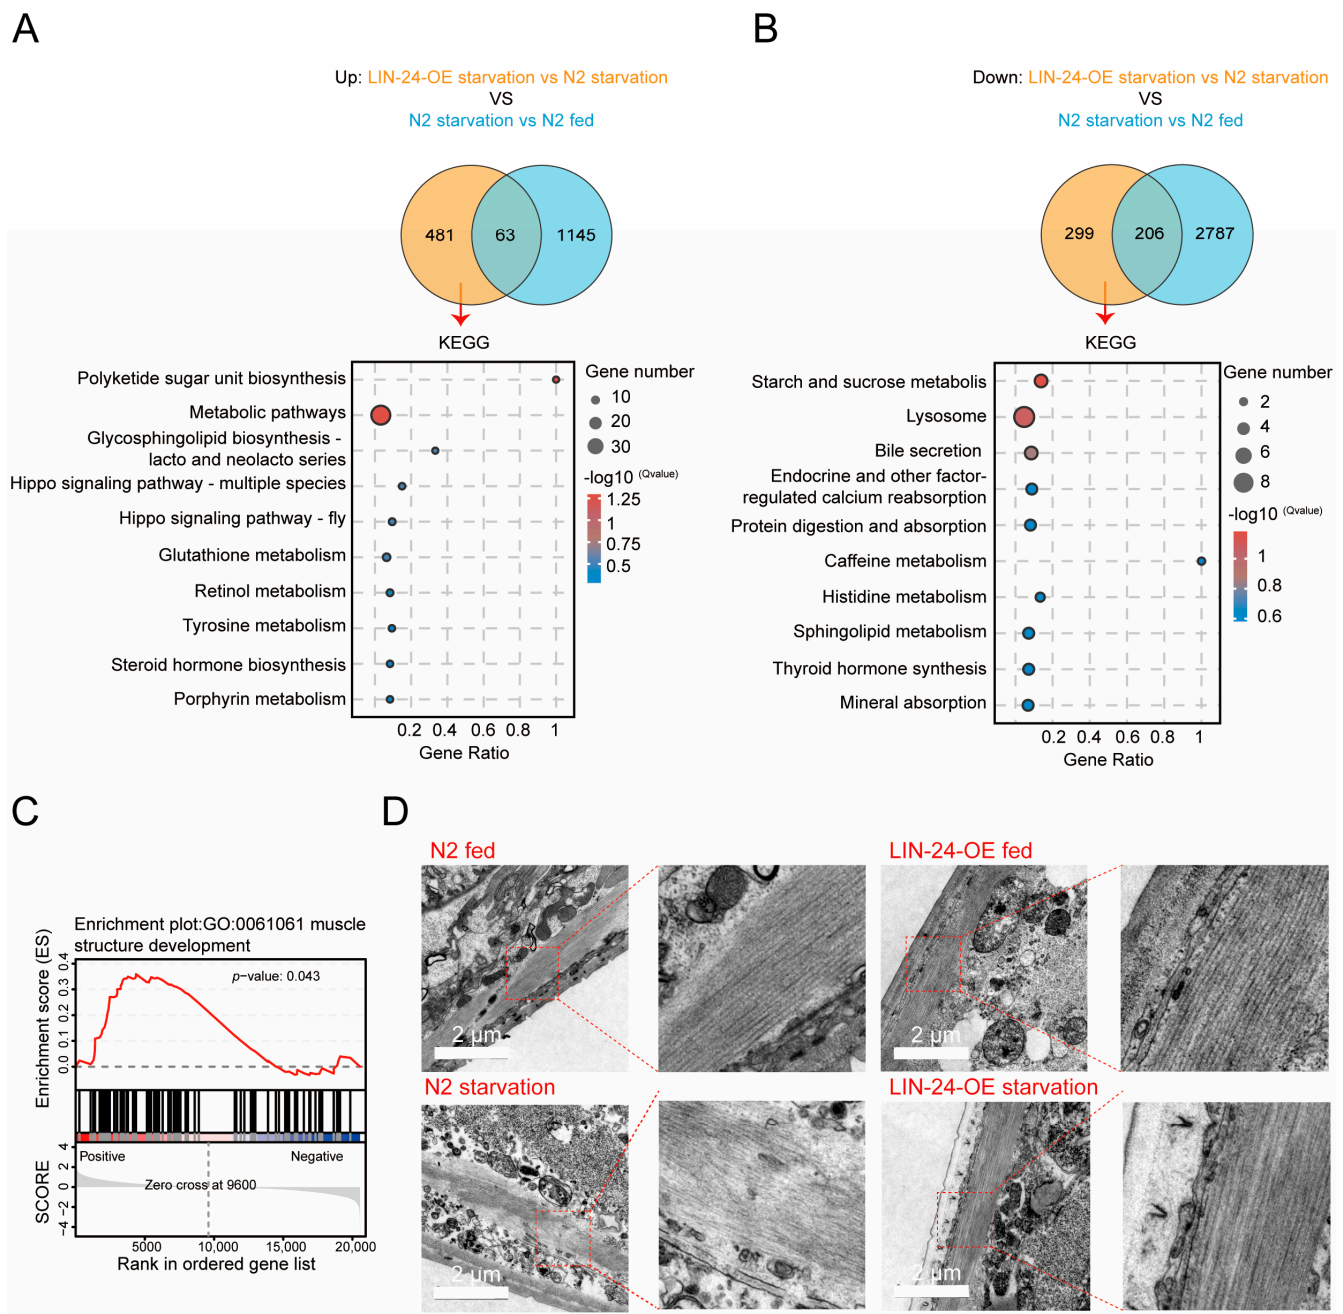 A
Up: LIN-24-OE starvation vs N2 starvation
VS
N2 starvation vs N2 fed
481
63
1145
KEGG
Polyketide sugar unit biosynthesis
Metabolic pathways
Glycosphingolipid biosynthesis -
lacto and neolacto series
Hippo signaling pathway - multiple species
Hippo signaling pathway - fly
Glutathione metabolism
Retinol metabolism
Tyrosine metabolism
Steroid hormone biosynthesis
Porphyrin metabolism
0.2 0.4 0.6 0.8 1
Gene Ratio
Gene number
10
20
30
-log10 (Qvalue)
1.25
1
0.75
0.5
B
Down: LIN-24-OE starvation vs N2 starvation
VS
N2 starvation vs N2 fed
299
206
2787
KEGG
Starch and sucrose metabolis
Lysosome
Bile secretion
Endocrine and other factor-
regulated calcium reabsorption
Protein digestion and absorption
Caffeine metabolism
Histidine metabolism
Sphingolipid metabolism
Thyroid hormone synthesis
Mineral absorption
0.2 0.4 0.6 0.8 1
Gene Ratio
Gene number
2
4
6
8
-log10 (Qvalue)
1
0.8
0.6
C
Enrichment plot:GO:0061061 muscle
structure development
Enrichment score (ES)
0.4
0.3
0.2
0.1
0.0
p-value: 0.043
Positive
Negative
Zero cross at 9600
SCORE
4
2
0
−2
−4
5000 10,000 15,000 20,000
Rank in ordered gene list
D
N2 fed
2 μm
LIN-24-OE fed
2 μm
N2 starvation
2 μm
LIN-24-OE starvation
2 μm